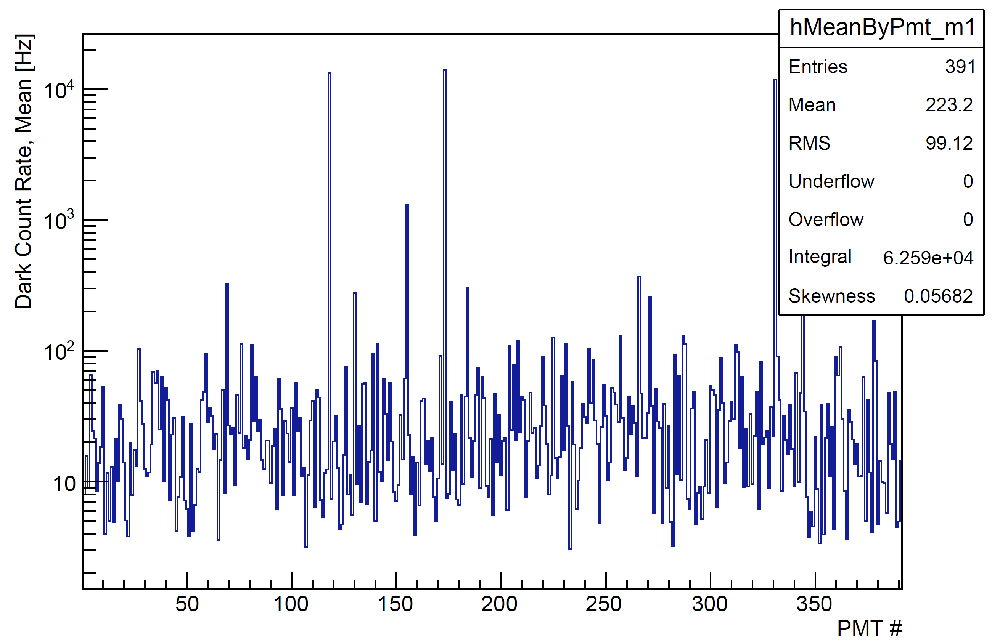 hMeanByPmt_m1
Entries 391
Mean 223.2
RMS 99.12
Underflow 0
Overflow 0
Integral 6.259e+04
Skewness 0.05682
Dark Count Rate, Mean [Hz]
10^4
10^3
10^2
10
50 100 150 200 250 300 350
PMT #